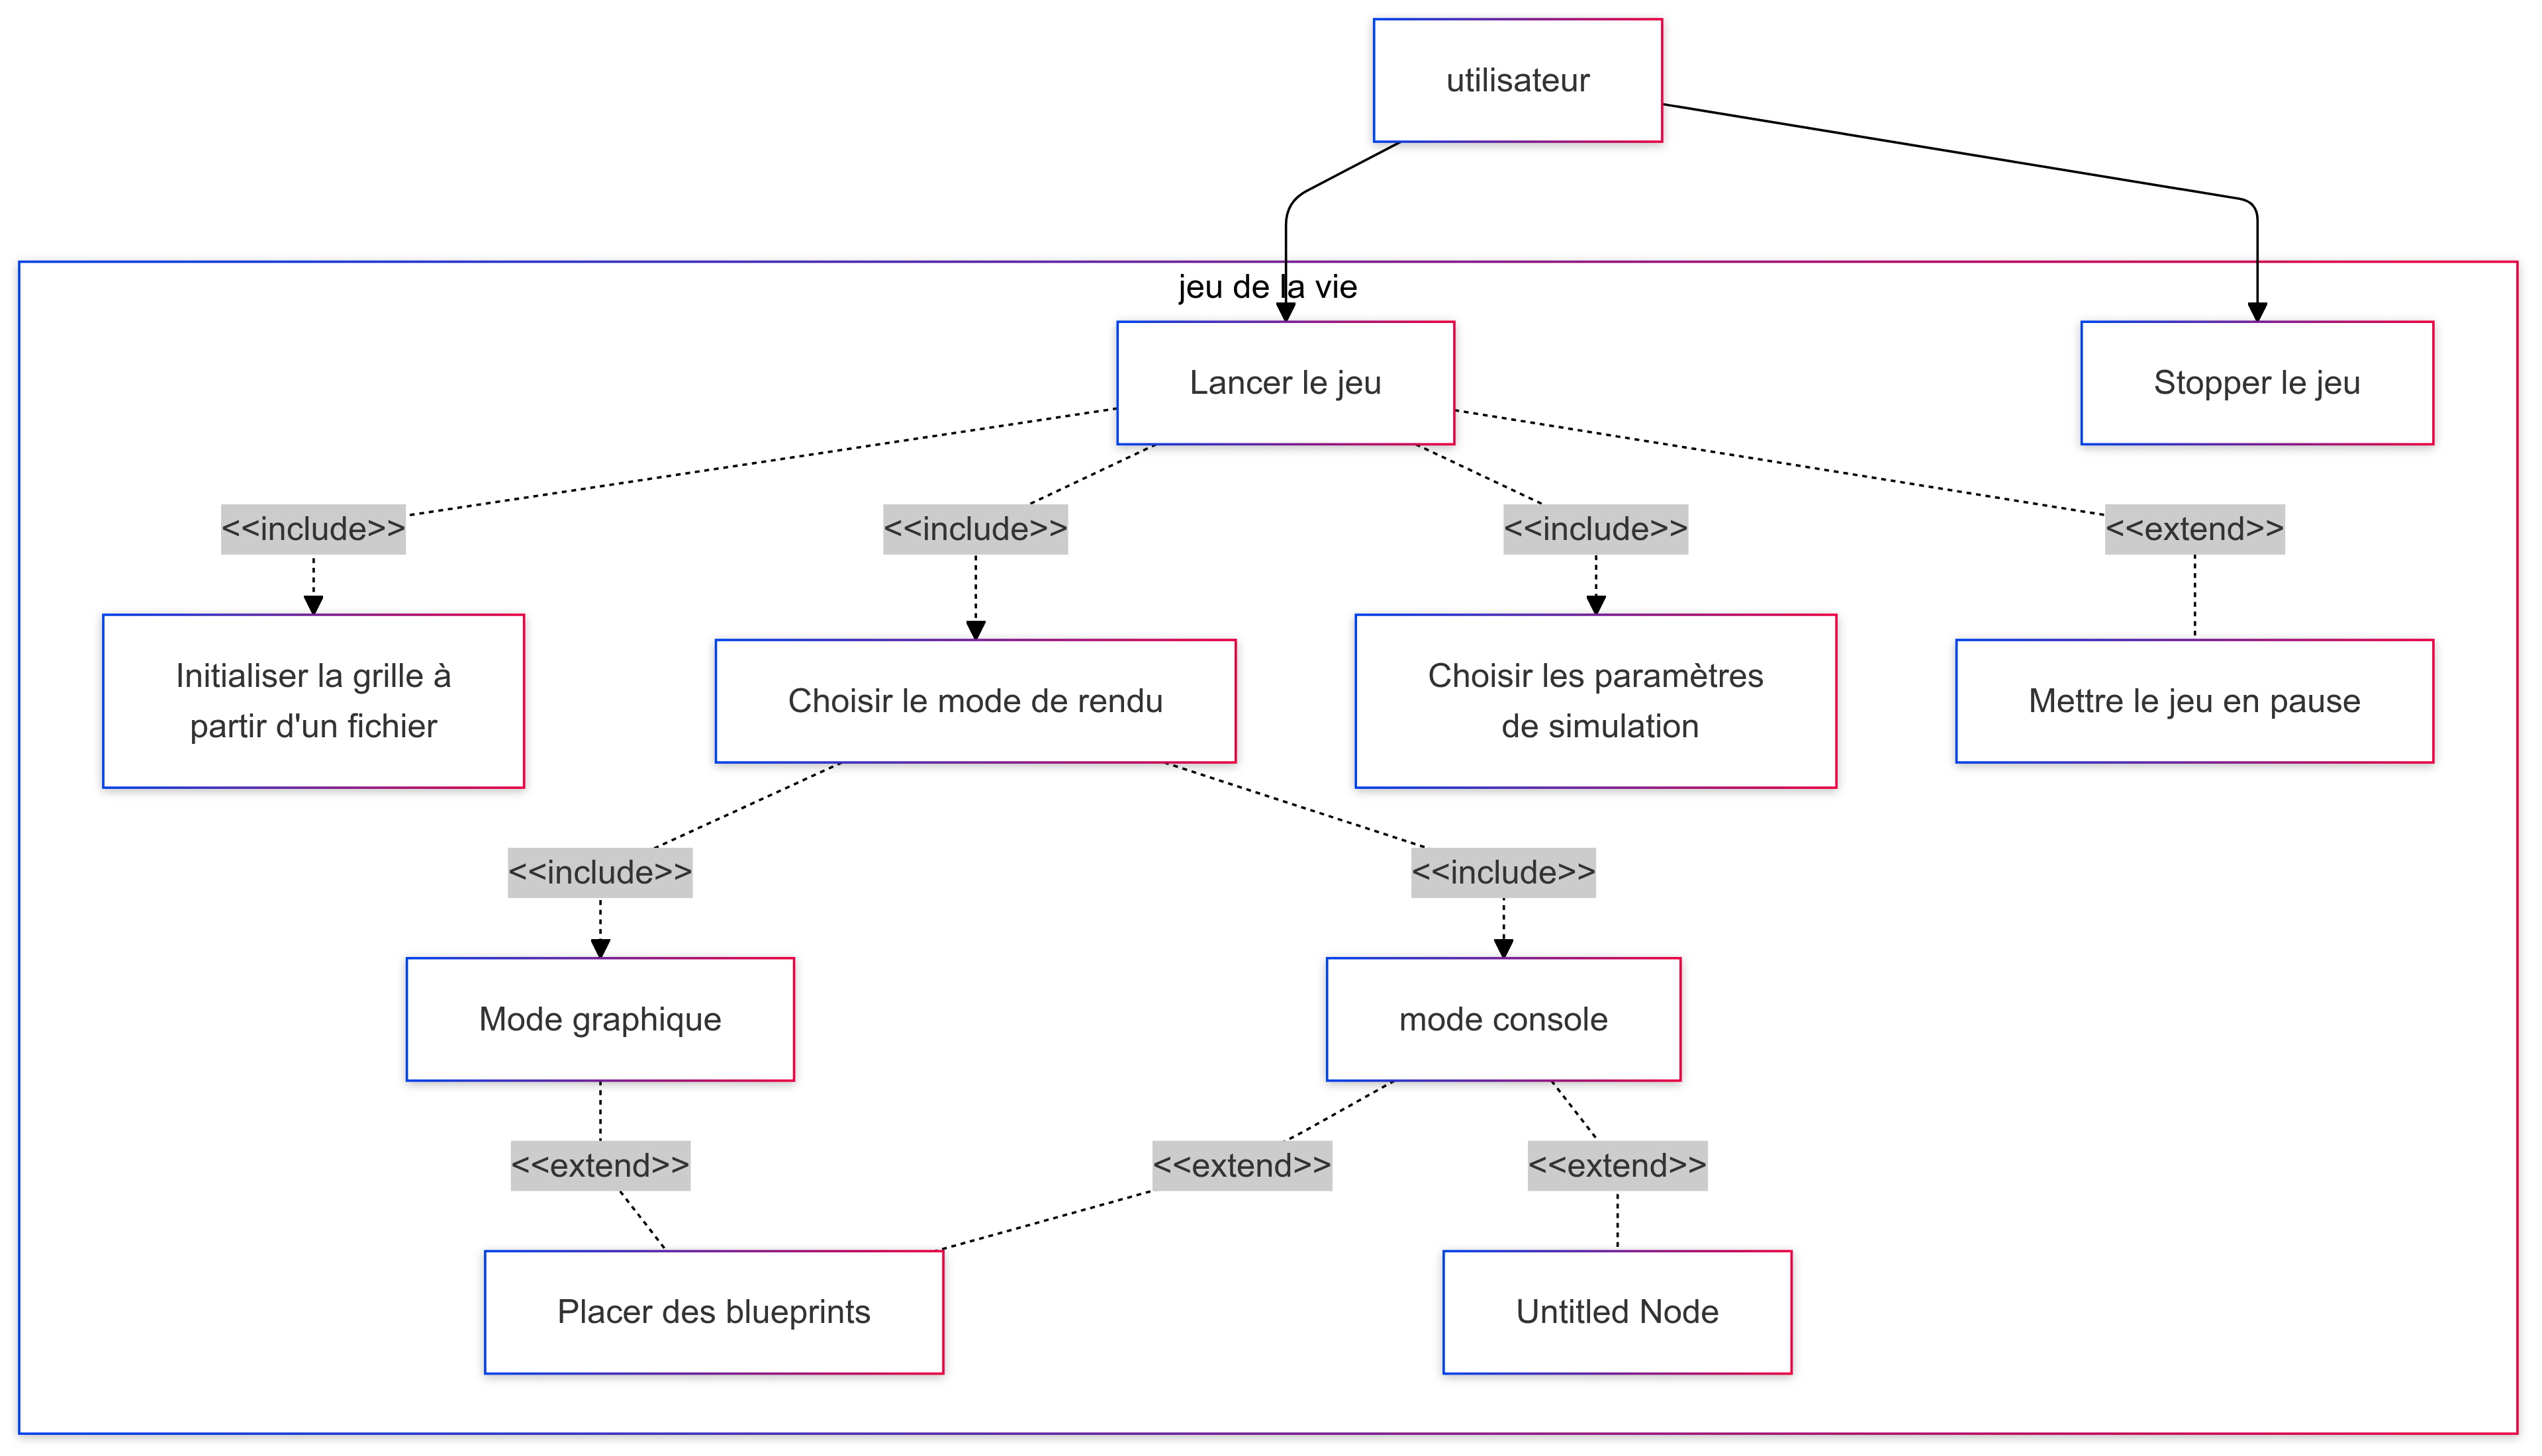 utilisateur
jeu de la vie
Lancer le jeu
Stopper le jeu
<<include>>
<<include>>
<<include>>
<<extend>>
Initialiser la grille à
partir d'un fichier
Choisir le mode de rendu
Choisir les paramètres
de simulation
Mettre le jeu en pause
<<include>>
<<include>>
Mode graphique
mode console
<<extend>>
<<extend>>
<<extend>>
Placer des blueprints
Untitled Node